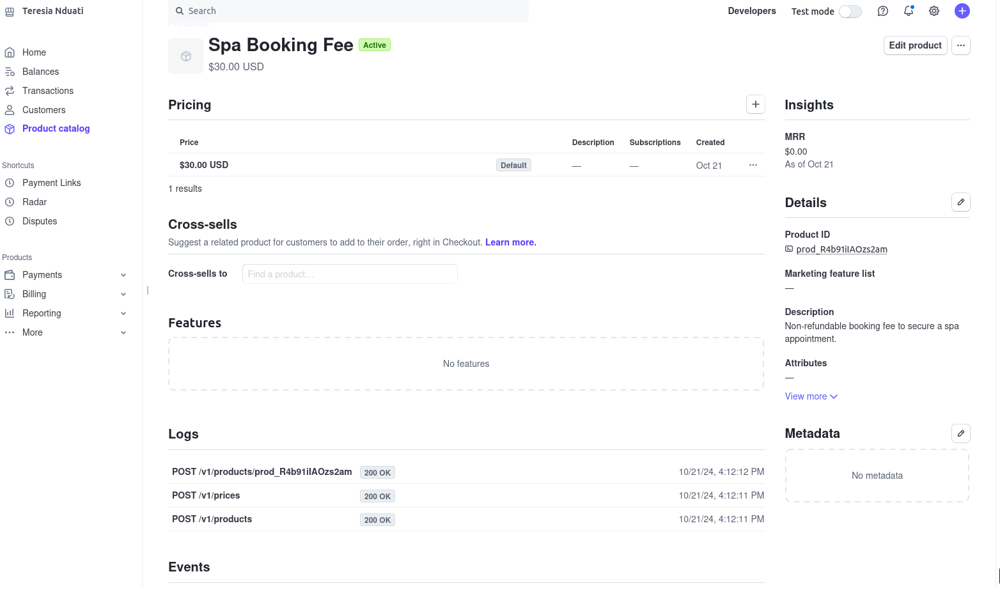 Teresia Nduati
Search
Developers
Test mode
Home
Balances
Transactions
Customers
Product catalog
Shortcuts
Payment Links
Radar
Disputes
Products
Payments
Billing
Reporting
More
Products
Spa Booking Fee Active
$30.00 USD
Edit product
Pricing
Price Description Subscriptions Created
$30.00 USD Default — — Oct 21
1 results
Cross-sells
Suggest a related product for customers to add to their order, right in Checkout. Learn more.
Cross-sells to Find a product…
Features
No features
Logs
POST /v1/products/prod_R4b91iIAOzs2am 200 OK 10/21/24, 4:12:12 PM
POST /v1/prices 200 OK 10/21/24, 4:12:11 PM
POST /v1/products 200 OK 10/21/24, 4:12:11 PM
Events
Insights
MRR
$0.00
As of Oct 21
Details
Product ID
prod_R4b91iIAOzs2am
Marketing feature list
—
Description
Non-refundable booking fee to secure a spa
appointment.
Attributes
—
View more
Metadata
No metadata